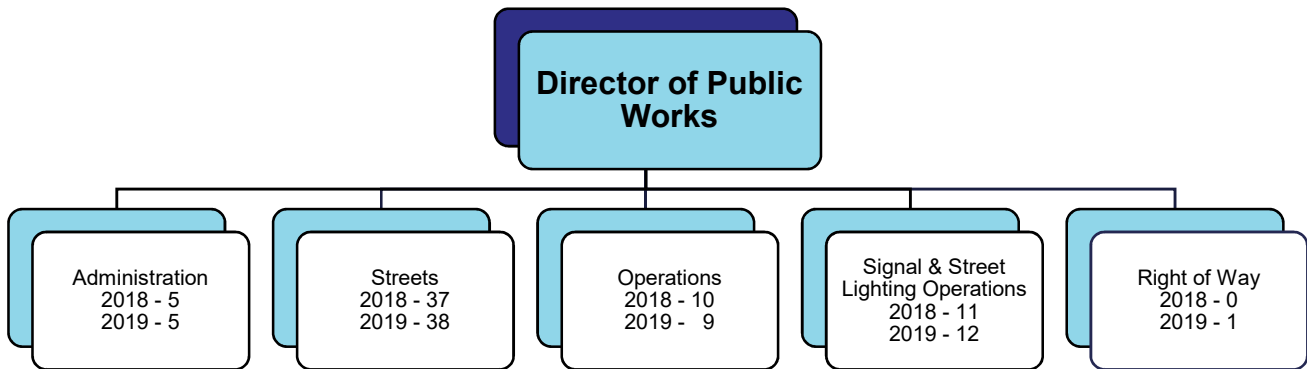 Director of Public
Works
Administration
2018 - 5
2019 - 5
Streets
2018 - 37
2019 - 38
Operations
2018 - 10
2019 -   9
Signal & Street
Lighting Operations
2018 - 11
2019 - 12
Right of Way
2018 - 0
2019 - 1